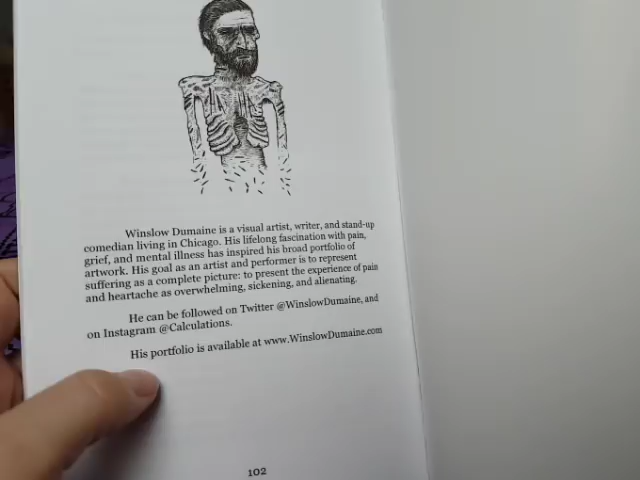 Winslow Dumaine is a visual artist, writer, and stand-up
comedian living in Chicago. His lifelong fascination with pain,
grief, and mental illness has inspired his broad portfolio of
artwork. His goal as an artist and performer is to represent
suffering as a complete picture: to present the experience of pain
and heartache as overwhelming, sickening, and alienating.
He can be followed on Twitter @WinslowDumaine, and
on Instagram @Calculations.
His portfolio is available at www.WinslowDumaine.com
102